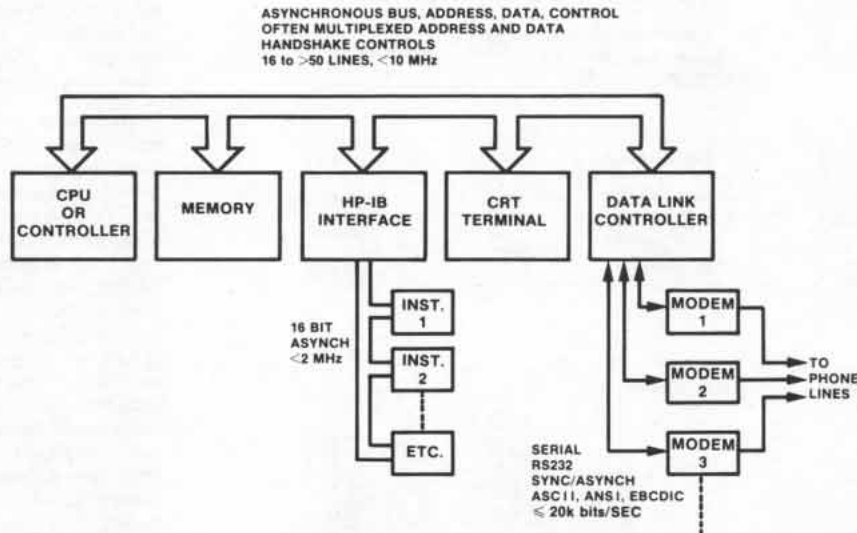 ASYNCHRONOUS BUS, ADDRESS, DATA, CONTROL
OFTEN MULTIPLEXED ADDRESS AND DATA
HANDSHAKE CONTROLS
16 to >50 LINES, <10 MHz
CPU
OR
CONTROLLER
MEMORY
HP-IB
INTERFACE
CRT
TERMINAL
DATA LINK
CONTROLLER
16 BIT
ASYNCH
<2 MHz
INST.
1
INST.
2
ETC.
MODEM
1
MODEM
2
MODEM
3
TO
PHONE
LINES
SERIAL
RS232
SYNC/ASYNCH
ASCII, ANSI, EBCDIC
≤ 20k bits/SEC